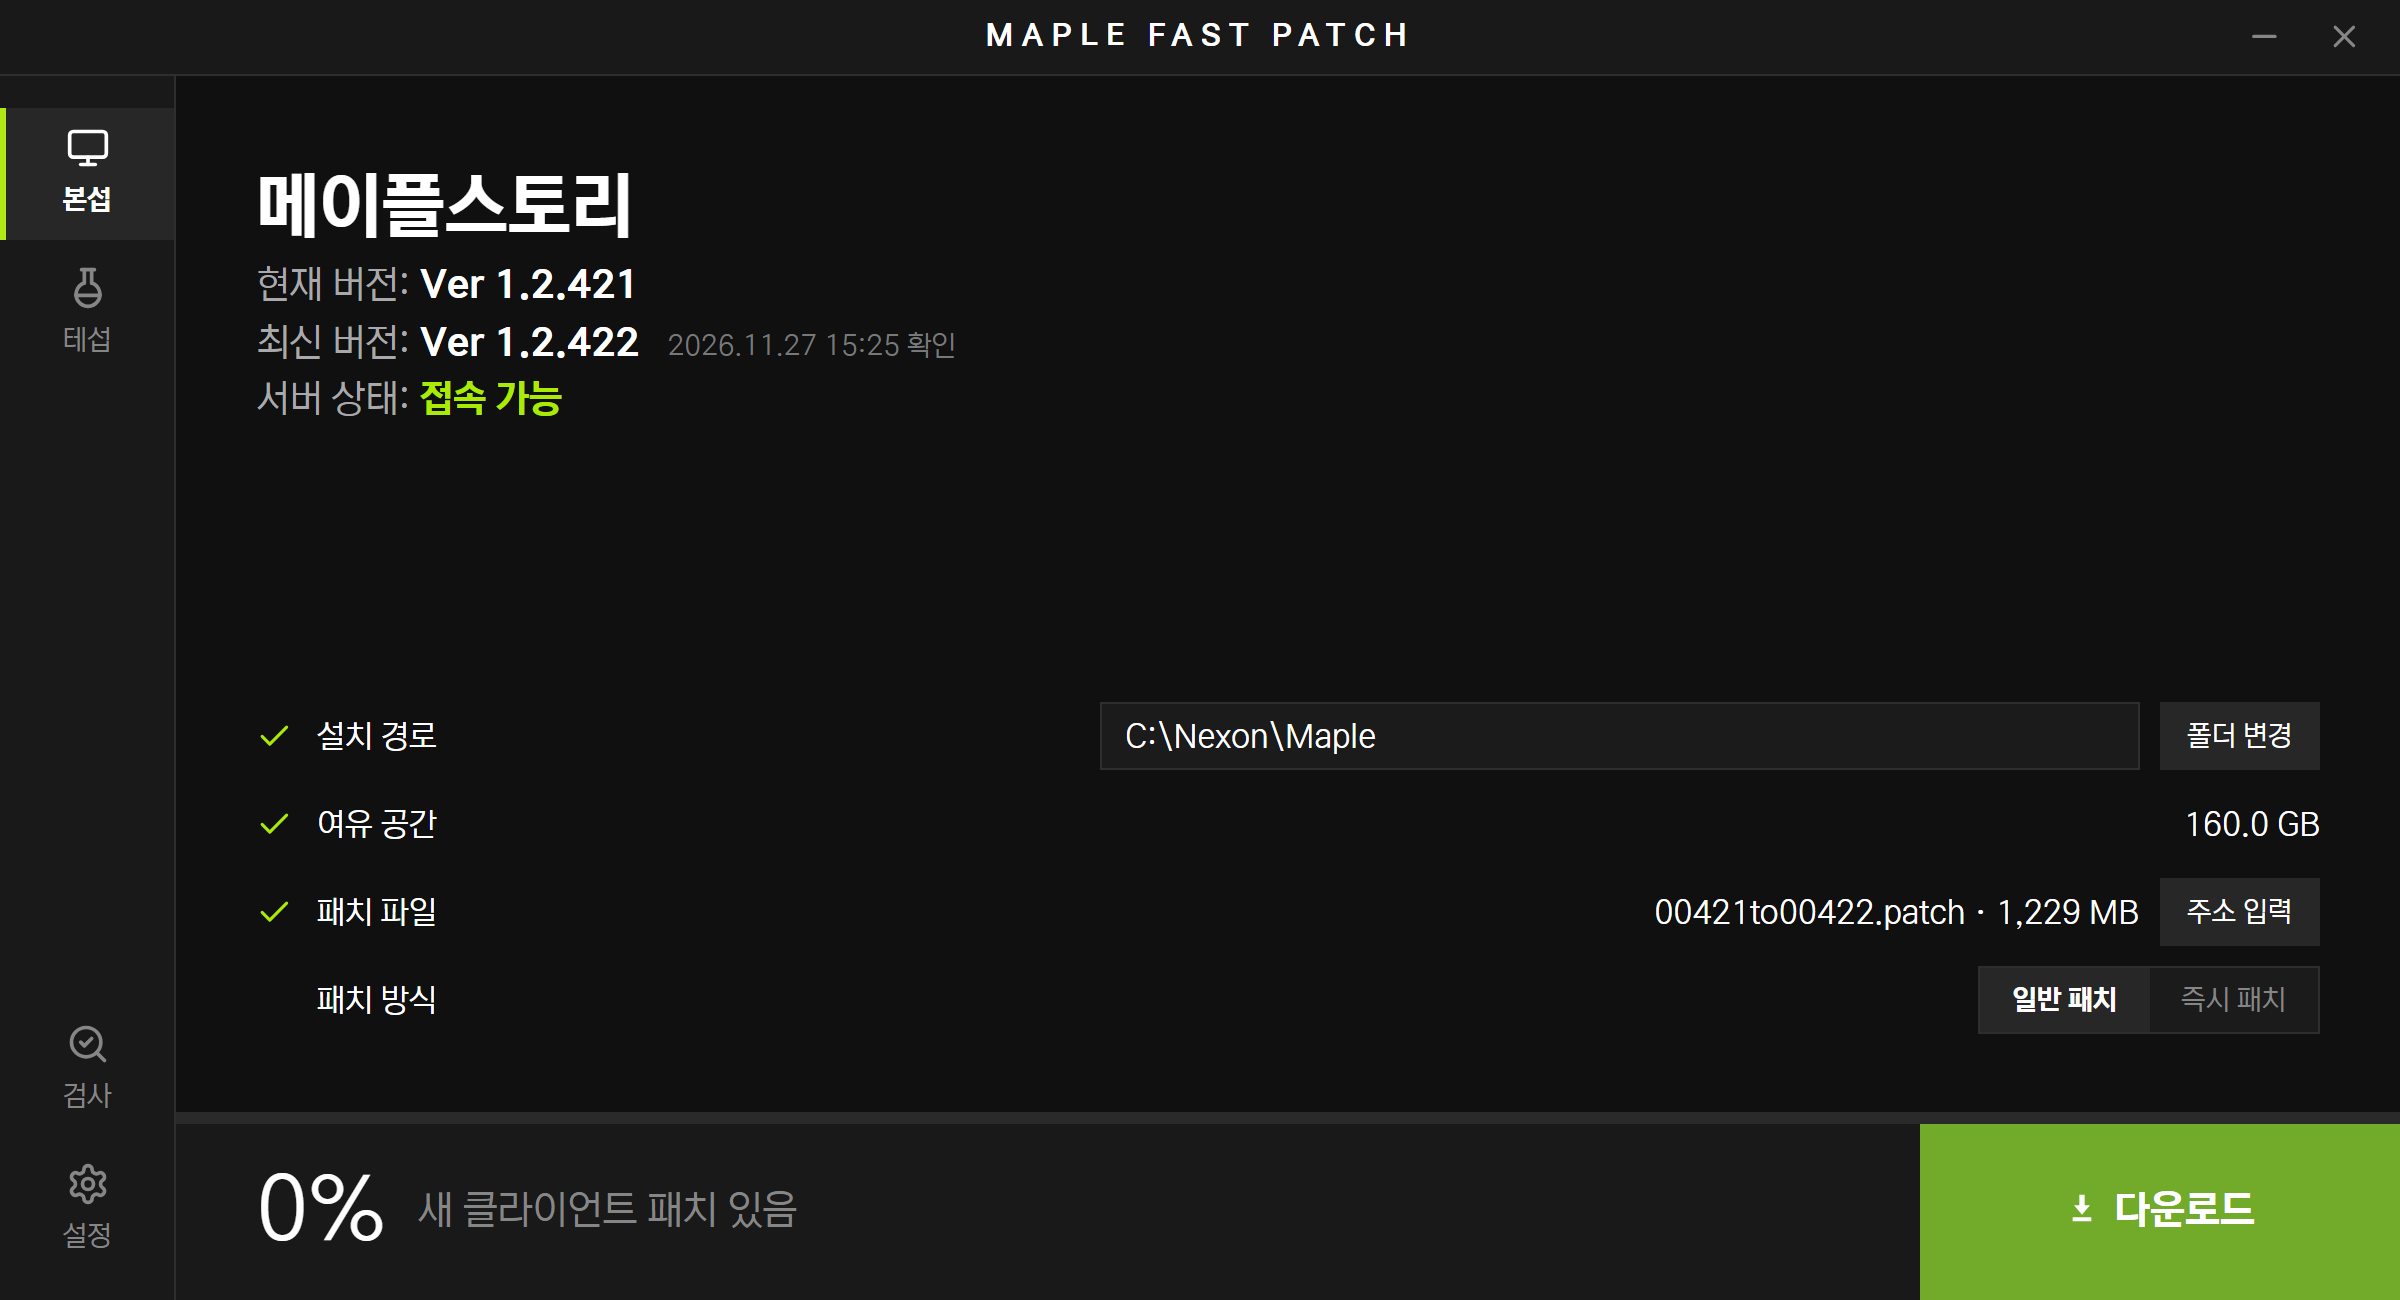 MAPLE FAST PATCH
본섭
테섭
검사
설정
메이플스토리
현재 버전: Ver 1.2.421
최신 버전: Ver 1.2.422 2026.11.27 15:25 확인
서버 상태: 접속 가능
설치 경로 C:\Nexon\Maple 폴더 변경
여유 공간 160.0 GB
패치 파일 00421to00422.patch · 1,229 MB 주소 입력
패치 방식 일반 패치 즉시 패치
0% 새 클라이언트 패치 있음 다운로드